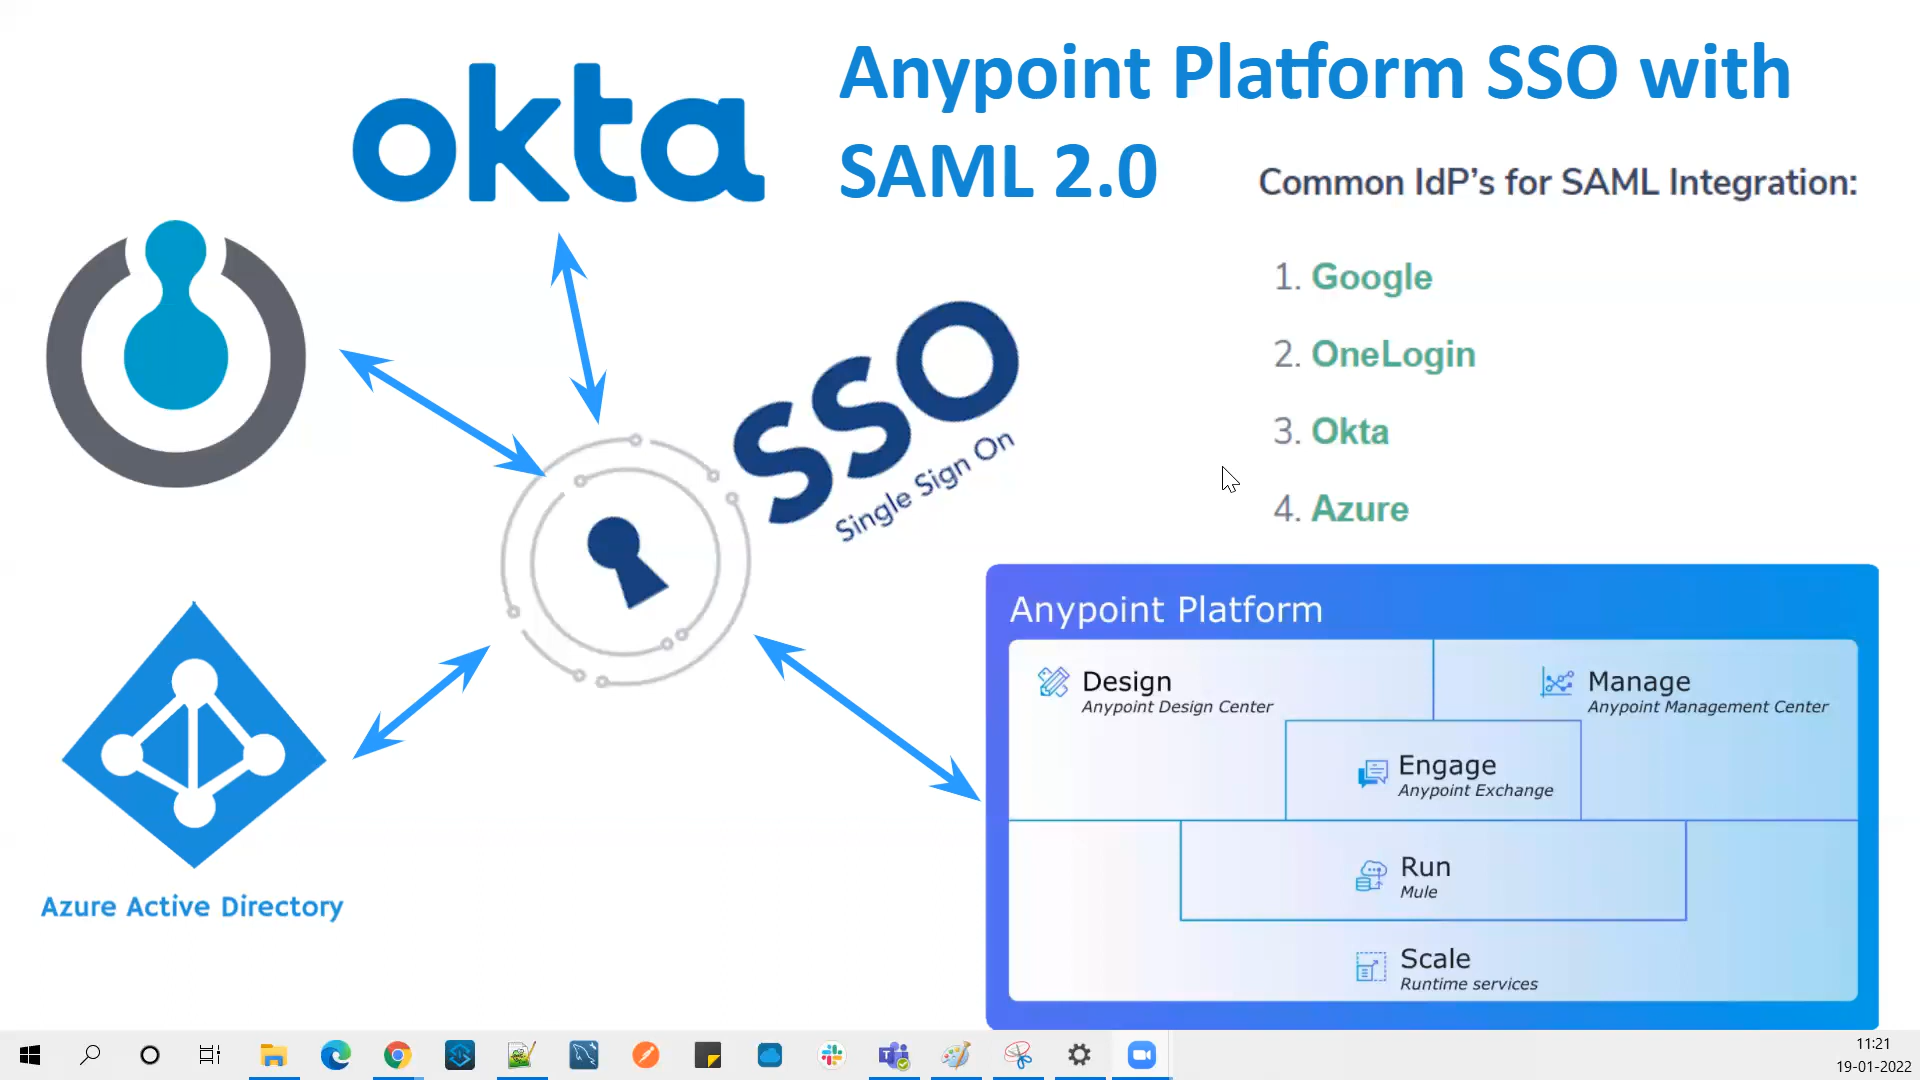 okta
Anypoint Platform SSO with
SAML 2.0
Common IdP's for SAML Integration:
1. Google
2. OneLogin
3. Okta
4. Azure
SSO
Single Sign On
Azure Active Directory
Anypoint Platform
Design
Anypoint Design Center
Manage
Anypoint Management Center
Engage
Anypoint Exchange
Run
Mule
Scale
Runtime services
11:21
19-01-2022